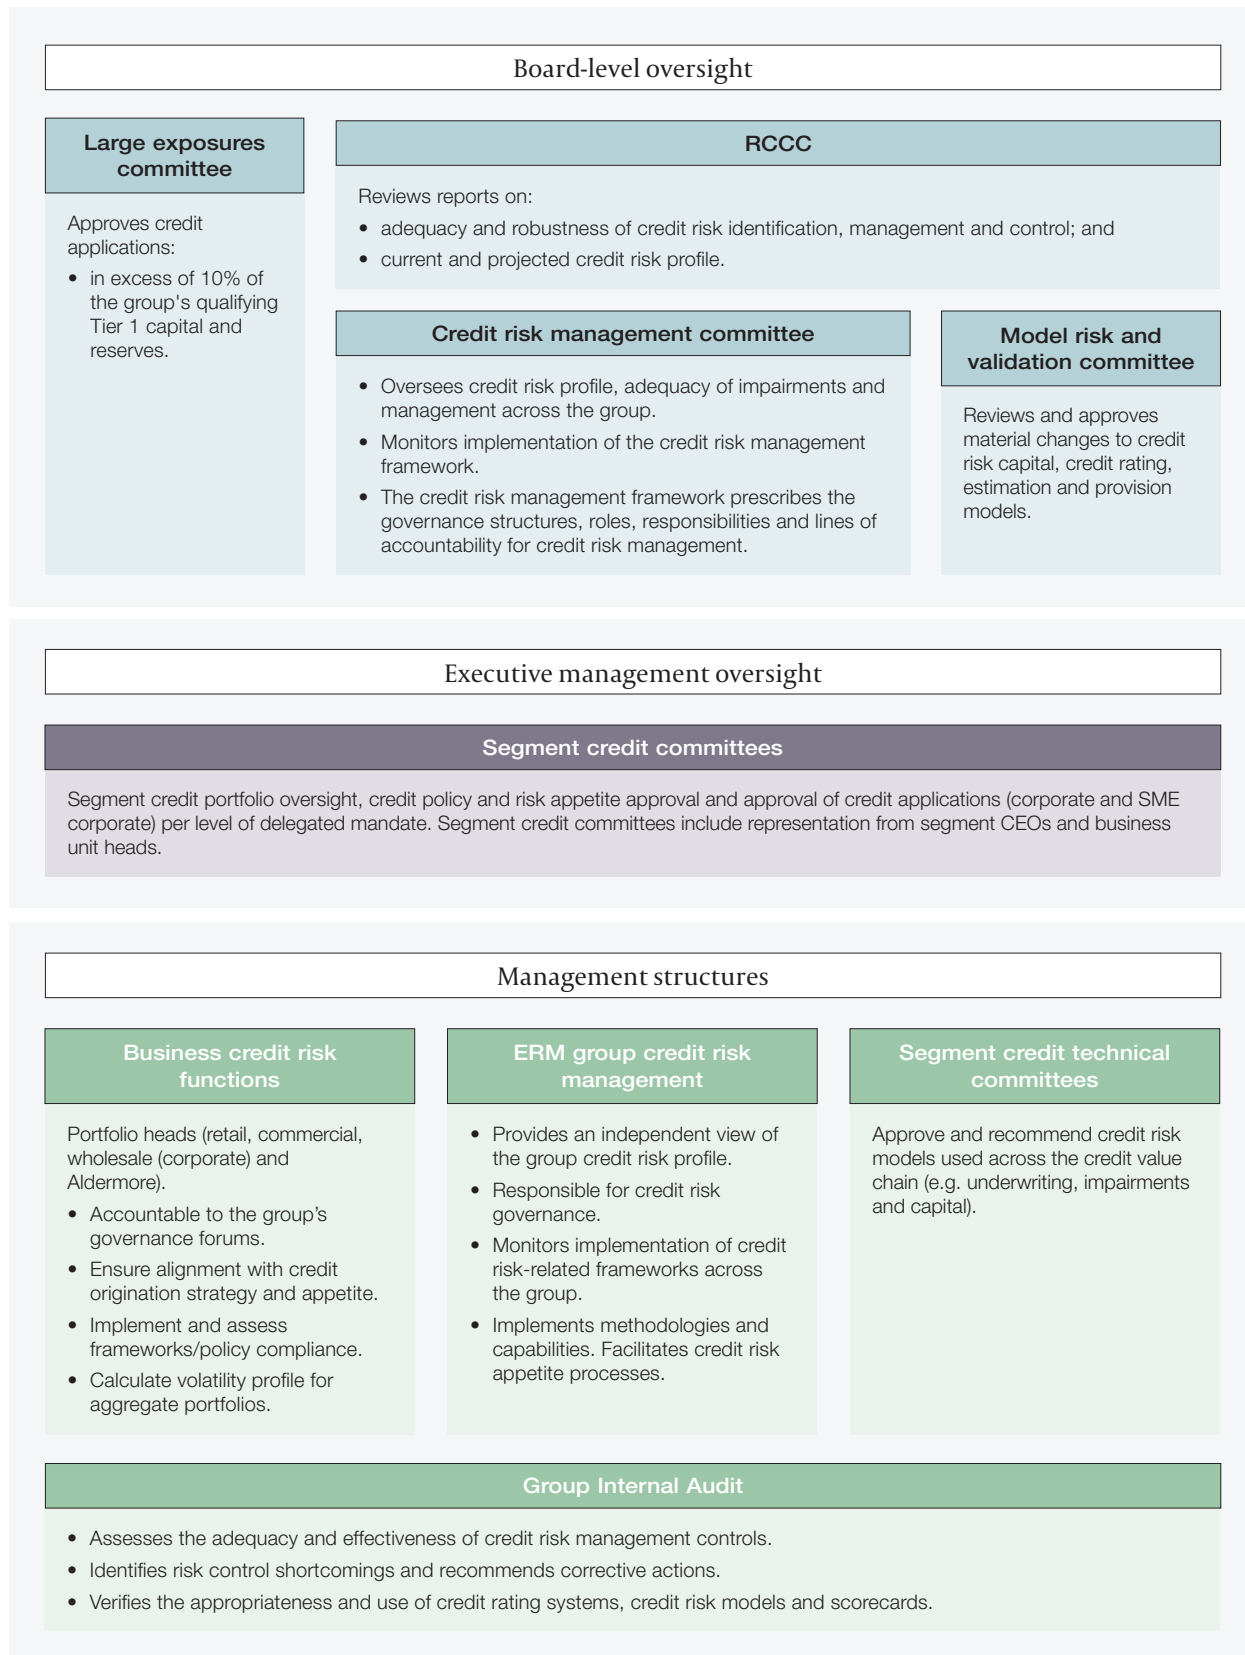 Board-level oversight
Large exposures
committee
Approves credit
applications:
• in excess of 10% of
the group's qualifying
Tier 1 capital and
reserves.
RCCC
Reviews reports on:
• adequacy and robustness of credit risk identification, management and control; and
• current and projected credit risk profile.
Credit risk management committee
• Oversees credit risk profile, adequacy of impairments and
management across the group.
• Monitors implementation of the credit risk management
framework.
• The credit risk management framework prescribes the
governance structures, roles, responsibilities and lines of
accountability for credit risk management.
Model risk and
validation committee
Reviews and approves
material changes to credit
risk capital, credit rating,
estimation and provision
models.
Executive management oversight
Segment credit committees
Segment credit portfolio oversight, credit policy and risk appetite approval and approval of credit applications (corporate and SME
corporate) per level of delegated mandate. Segment credit committees include representation from segment CEOs and business
unit heads.
Management structures
Business credit risk
functions
Portfolio heads (retail, commercial,
wholesale (corporate) and
Aldermore).
• Accountable to the group’s
governance forums.
• Ensure alignment with credit
origination strategy and appetite.
• Implement and assess
frameworks/policy compliance.
• Calculate volatility profile for
aggregate portfolios.
ERM group credit risk
management
• Provides an independent view of
the group credit risk profile.
• Responsible for credit risk
governance.
• Monitors implementation of credit
risk-related frameworks across
the group.
• Implements methodologies and
capabilities. Facilitates credit risk
appetite processes.
Segment credit technical
committees
Approve and recommend credit risk
models used across the credit value
chain (e.g. underwriting, impairments
and capital).
Group Internal Audit
• Assesses the adequacy and effectiveness of credit risk management controls.
• Identifies risk control shortcomings and recommends corrective actions.
• Verifies the appropriateness and use of credit rating systems, credit risk models and scorecards.